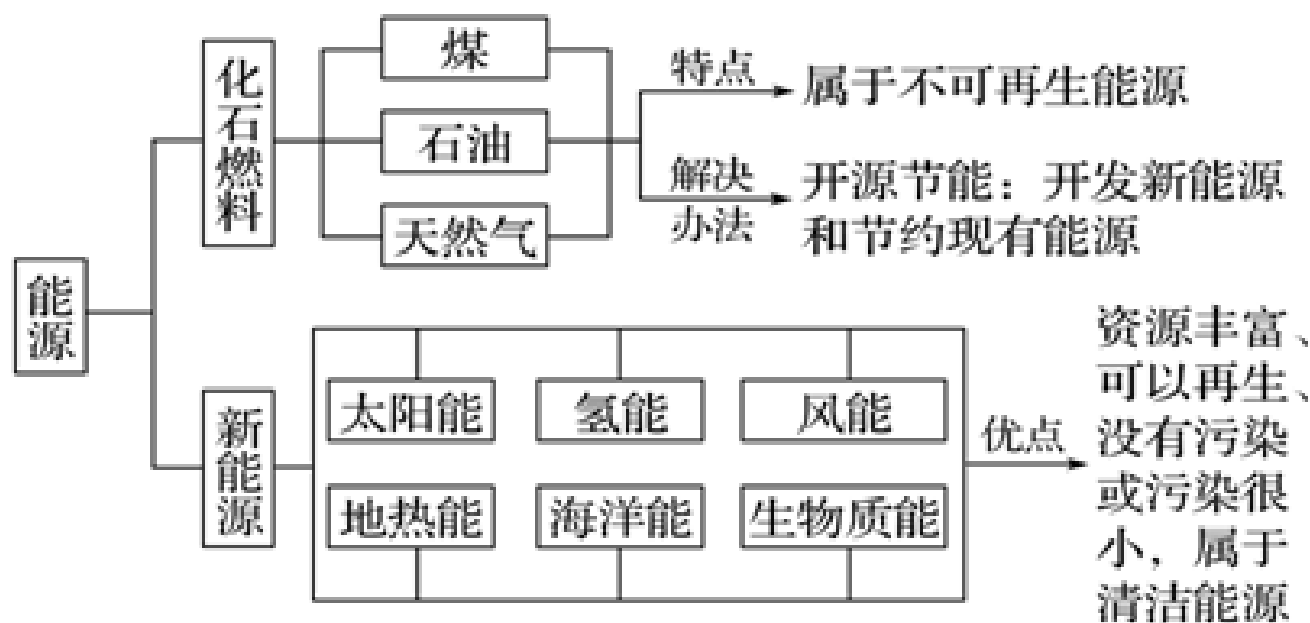 能源
化石燃料
煤
石油
天然气
特点
属于不可再生能源
解决
办法
开源节能：开发新能源
和节约现有能源
新能源
太阳能
氢能
风能
地热能
海洋能
生物质能
优点
资源丰富、
可以再生、
没有污染
或污染很
小，属于
清洁能源